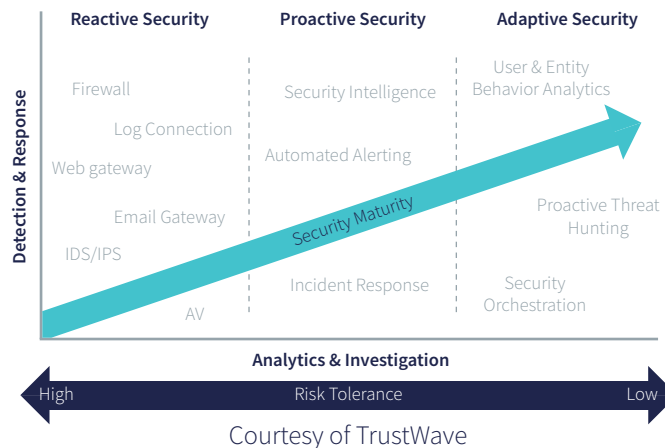 Reactive Security
Proactive Security
Adaptive Security
Detection & Response
Firewall
Log Connection
Web gateway
Email Gateway
IDS/IPS
AV
Security Intelligence
Automated Alerting
Security Maturity
Incident Response
User & Entity
Behavior Analytics
Proactive Threat
Hunting
Security
Orchestration
Analytics & Investigation
High
Risk Tolerance
Low
Courtesy of TrustWave